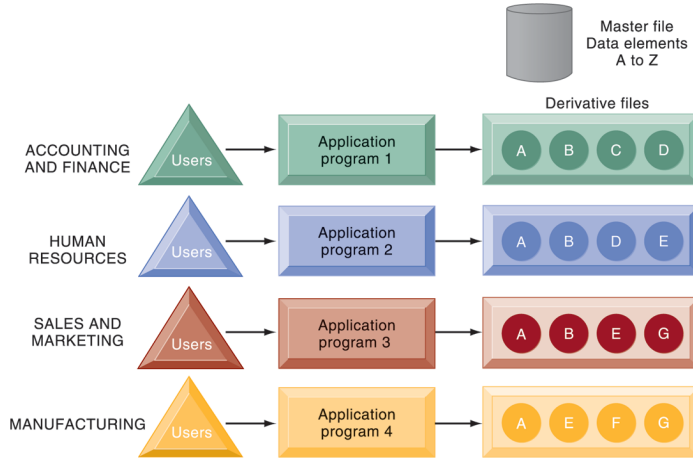 Master file
Data elements
A to Z
Derivative files
ACCOUNTING
AND FINANCE
Users
Application
program 1
A B C D
HUMAN
RESOURCES
Users
Application
program 2
A B D E
SALES AND
MARKETING
Users
Application
program 3
A B E G
MANUFACTURING
Users
Application
program 4
A E F G